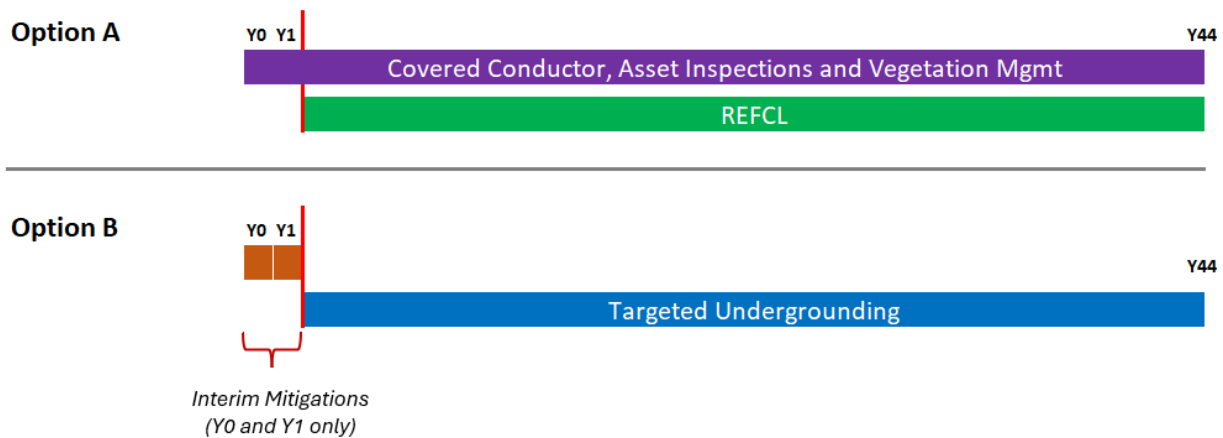 Option A
Y0 Y1
Y44
Covered Conductor, Asset Inspections and Vegetation Mgmt
REFCL
Option B
Y0 Y1
Y44
Targeted Undergrounding
Interim Mitigations
(Y0 and Y1 only)